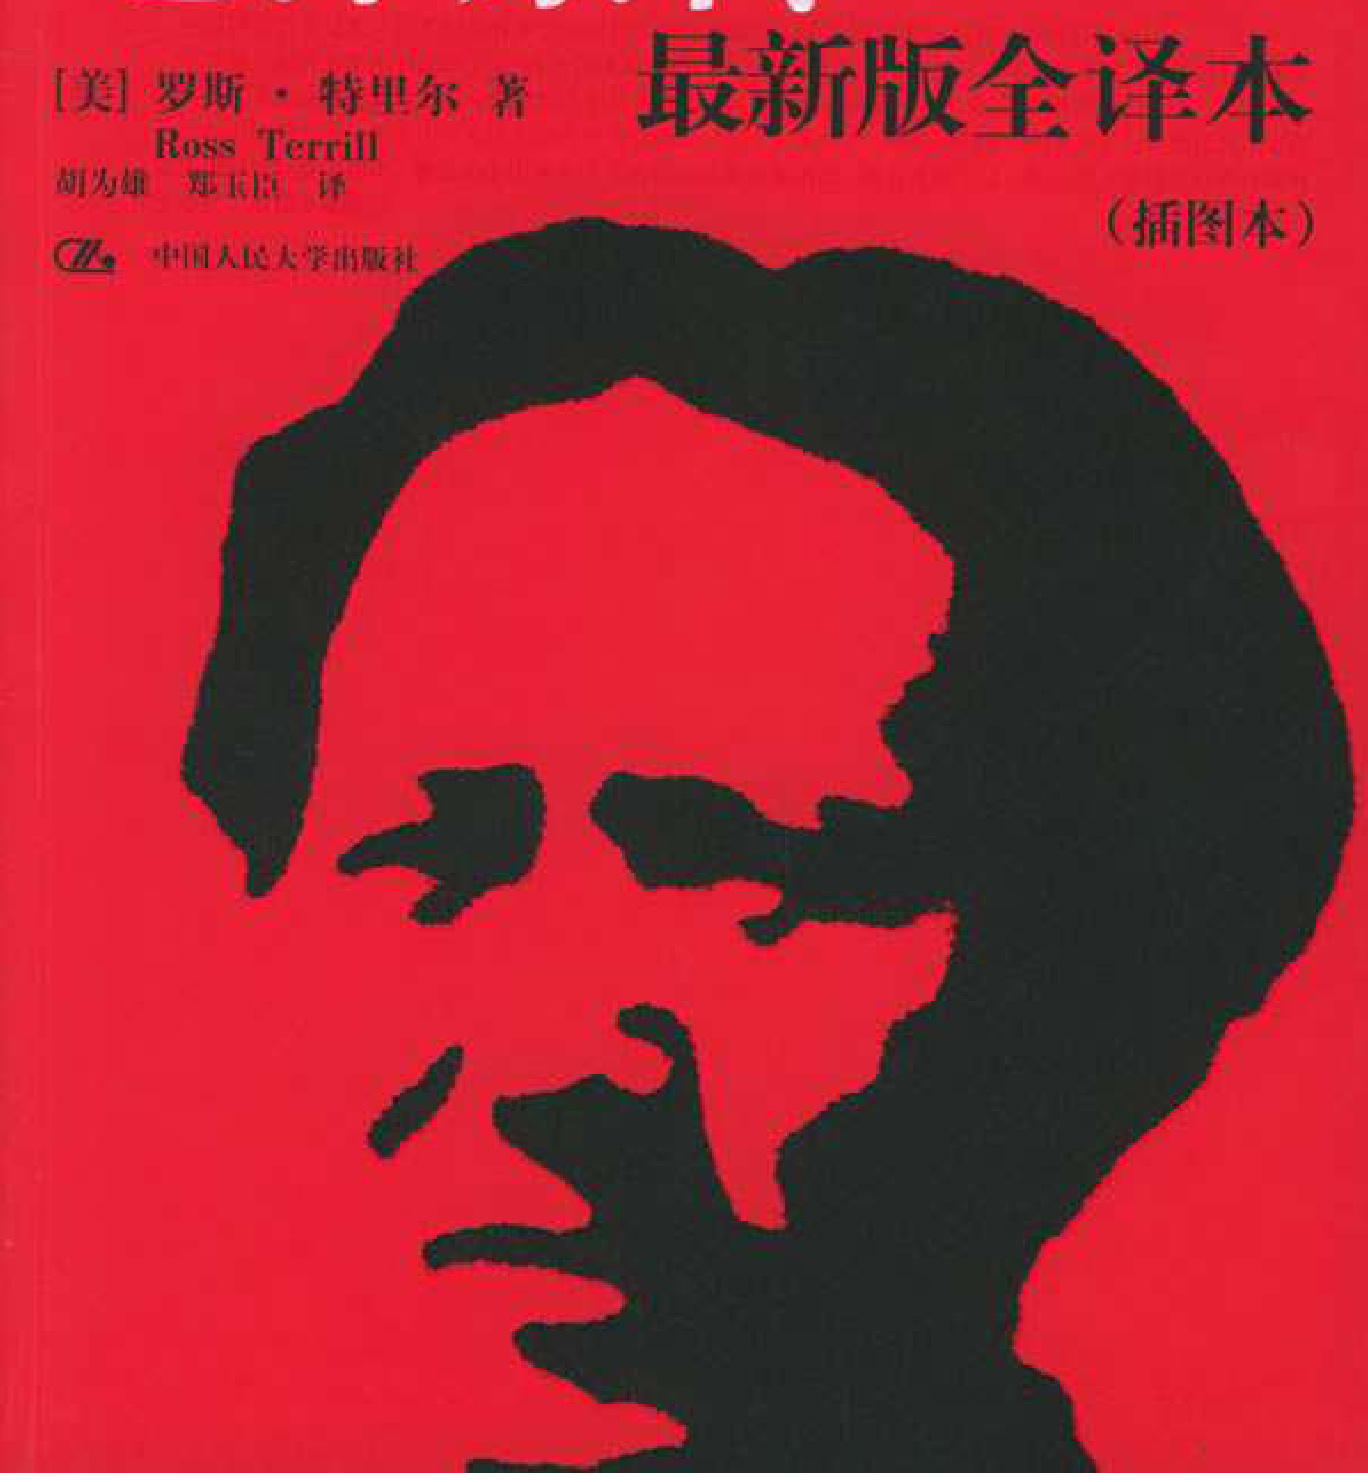 最新版全译本
[美] 罗斯·特里尔 著
Ross Terrill
胡为雄 郑玉臣 译
(插图本)
中国人民大学出版社